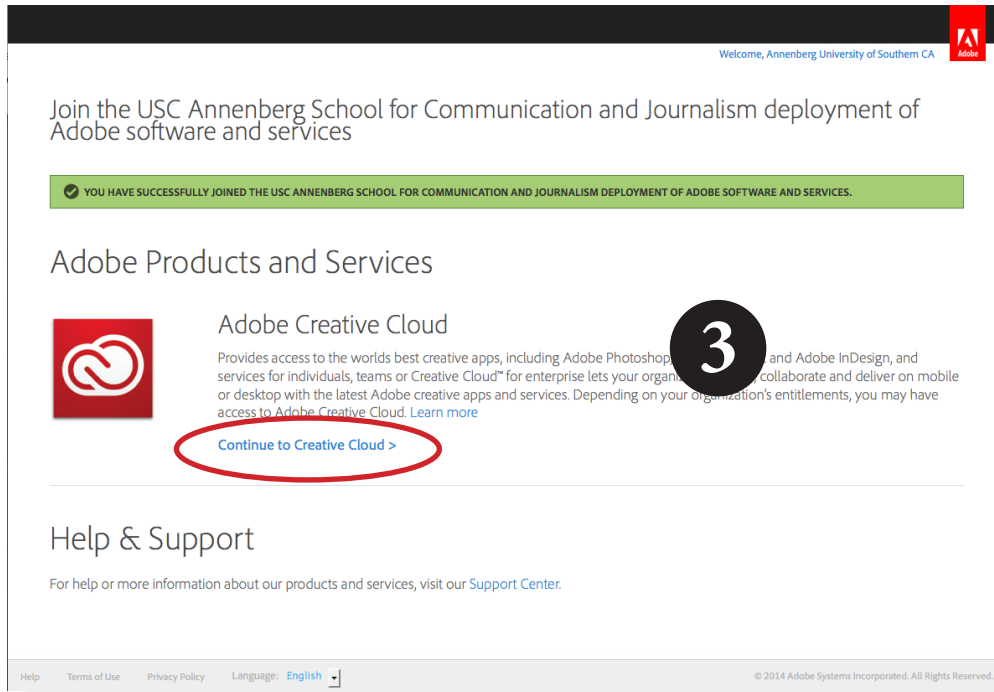 Adobe
Welcome, Annenberg University of Southern CA
Join the USC Annenberg School for Communication and Journalism deployment of
Adobe software and services
YOU HAVE SUCCESSFULLY JOINED THE USC ANNENBERG SCHOOL FOR COMMUNICATION AND JOURNALISM DEPLOYMENT OF ADOBE SOFTWARE AND SERVICES.
Adobe Products and Services
Adobe Creative Cloud
3
Provides access to the worlds best creative apps, including Adobe Photoshop, and Adobe InDesign, and
services for individuals, teams or Creative Cloud™ for enterprise lets your collaborate and deliver on mobile
or desktop with the latest Adobe creative apps and services. Depending on your organization's entitlements, you may have
access to Adobe Creative Cloud. Learn more
Continue to Creative Cloud >
Help & Support
For help or more information about our products and services, visit our Support Center.
Help Terms of Use Privacy Policy Language: English © 2014 Adobe Systems Incorporated. All Rights Reserved.